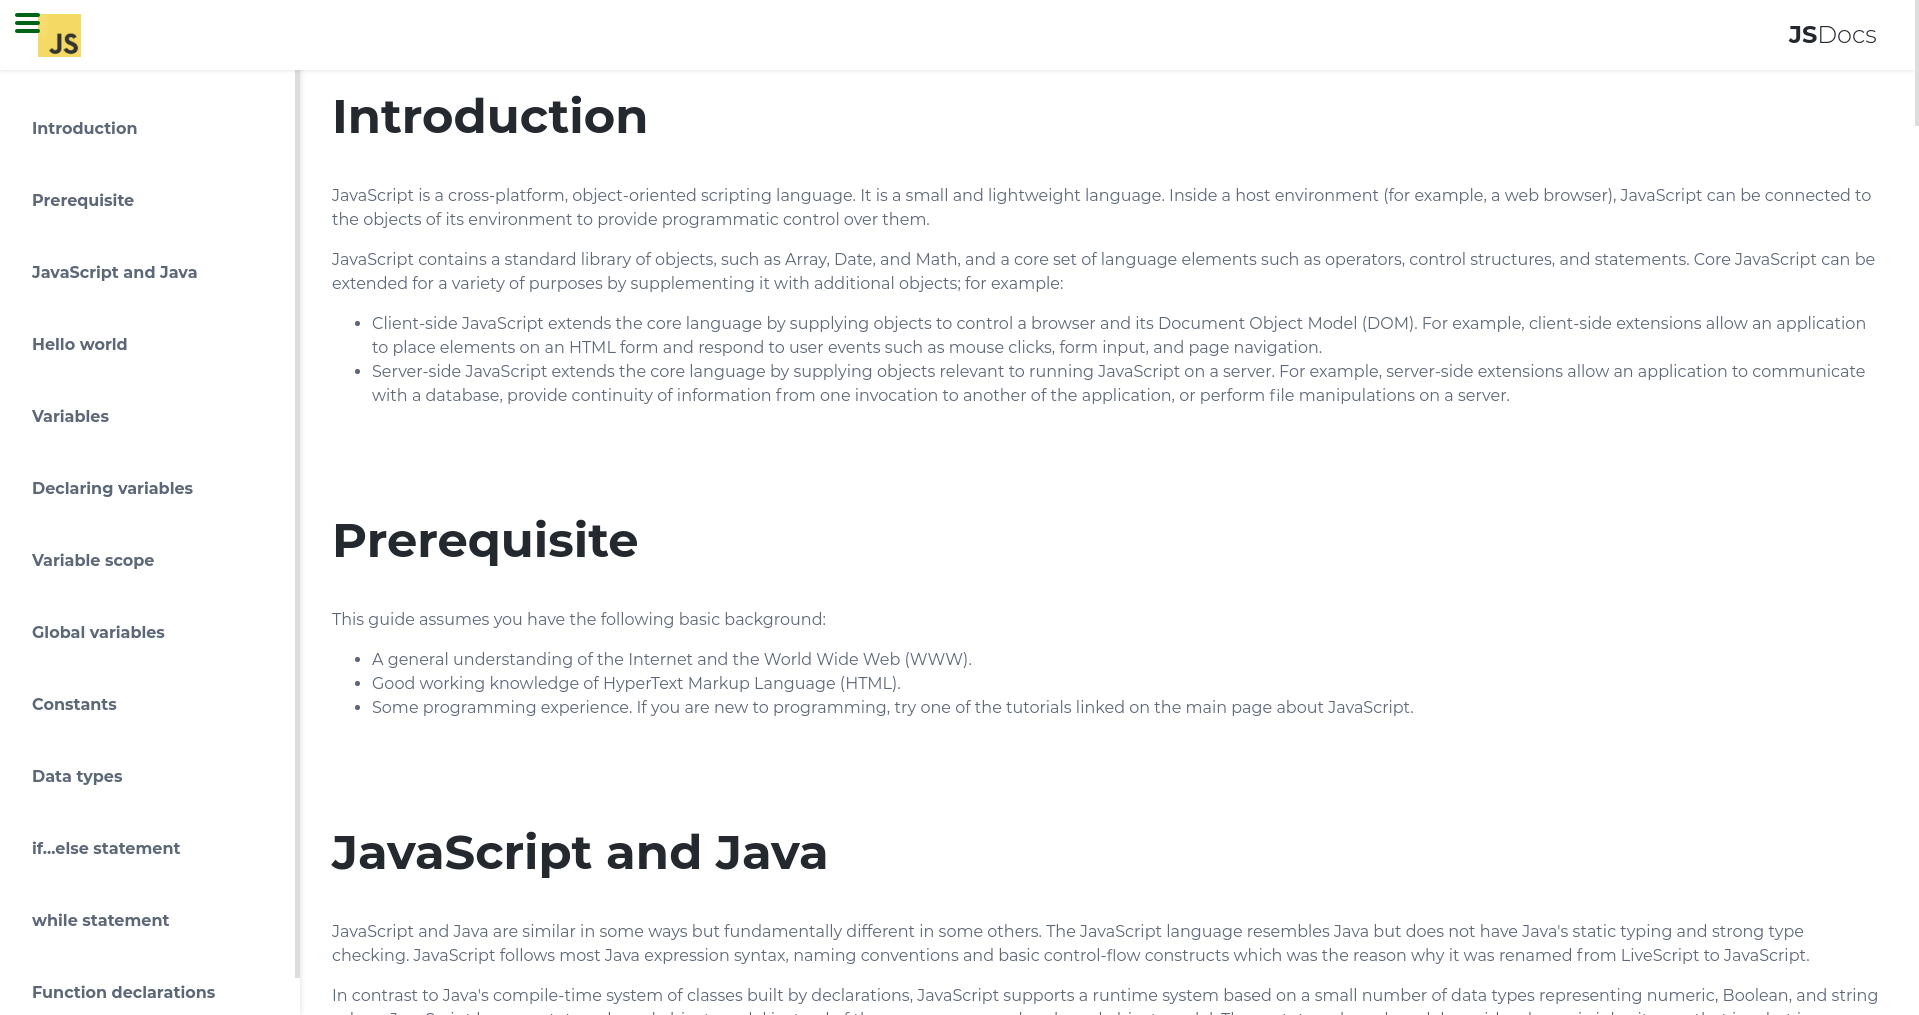 JS
JSDocs
Introduction
Prerequisite
JavaScript and Java
Hello world
Variables
Declaring variables
Variable scope
Global variables
Constants
Data types
if...else statement
while statement
Function declarations
Introduction
JavaScript is a cross-platform, object-oriented scripting language. It is a small and lightweight language. Inside a host environment (for example, a web browser), JavaScript can be connected to
the objects of its environment to provide programmatic control over them.
JavaScript contains a standard library of objects, such as Array, Date, and Math, and a core set of language elements such as operators, control structures, and statements. Core JavaScript can be
extended for a variety of purposes by supplementing it with additional objects; for example:
• Client-side JavaScript extends the core language by supplying objects to control a browser and its Document Object Model (DOM). For example, client-side extensions allow an application
to place elements on an HTML form and respond to user events such as mouse clicks, form input, and page navigation.
• Server-side JavaScript extends the core language by supplying objects relevant to running JavaScript on a server. For example, server-side extensions allow an application to communicate
with a database, provide continuity of information from one invocation to another of the application, or perform file manipulations on a server.
Prerequisite
This guide assumes you have the following basic background:
• A general understanding of the Internet and the World Wide Web (WWW).
• Good working knowledge of HyperText Markup Language (HTML).
• Some programming experience. If you are new to programming, try one of the tutorials linked on the main page about JavaScript.
JavaScript and Java
JavaScript and Java are similar in some ways but fundamentally different in some others. The JavaScript language resembles Java but does not have Java's static typing and strong type
checking. JavaScript follows most Java expression syntax, naming conventions and basic control-flow constructs which was the reason why it was renamed from LiveScript to JavaScript.
In contrast to Java's compile-time system of classes built by declarations, JavaScript supports a runtime system based on a small number of data types representing numeric, Boolean, and string